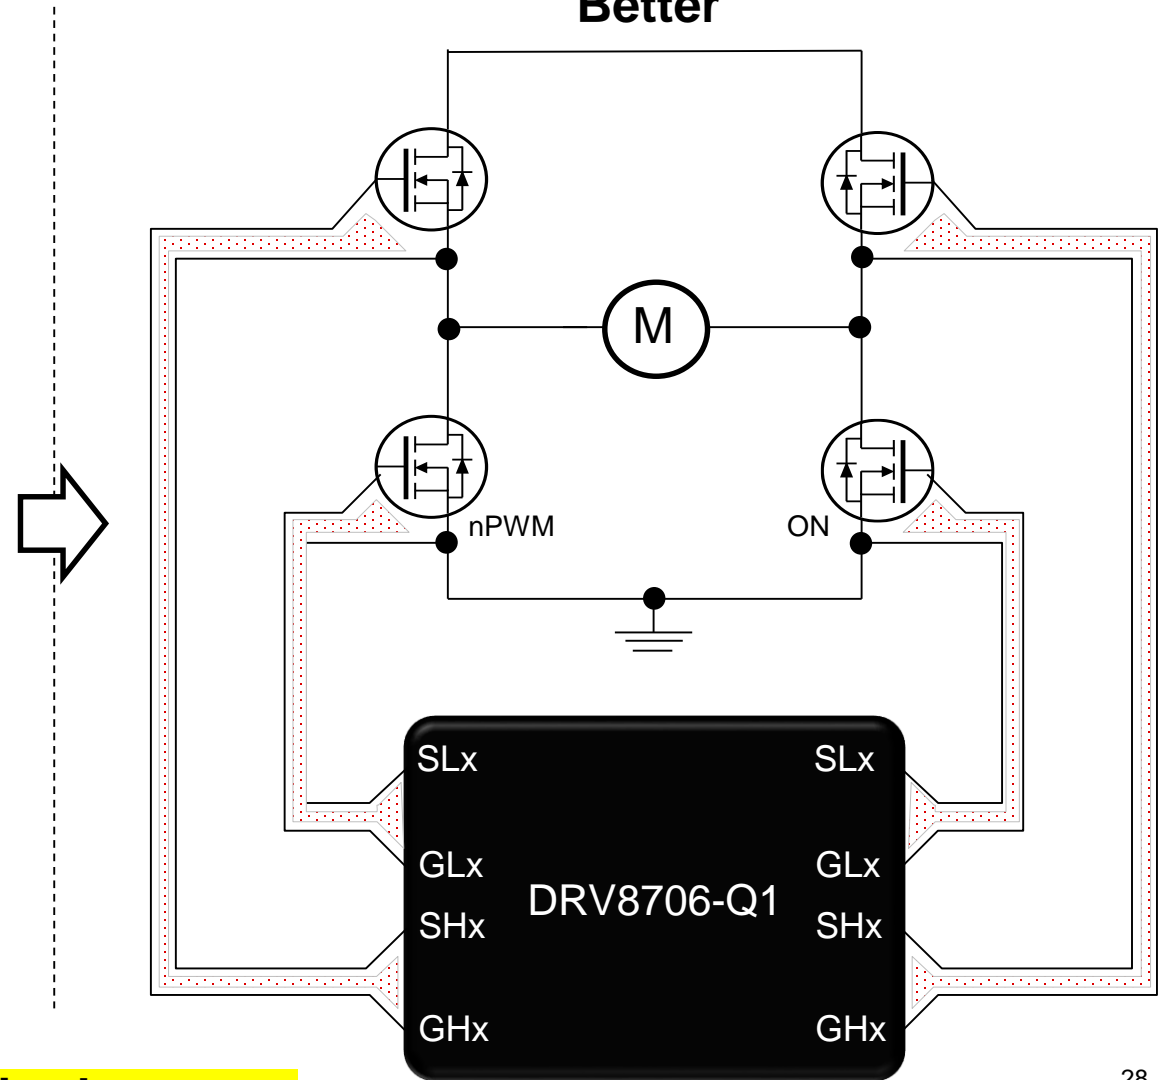 Better
M
nPWM ON
SLx SLx
GLx GLx
DRV8706-Q1
SHx SHx
GHx GHx
28